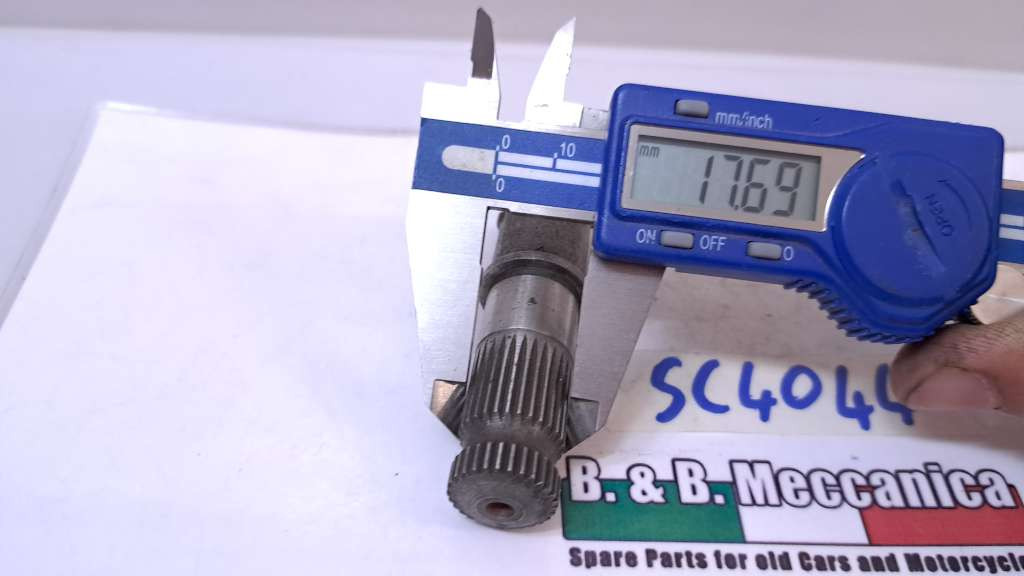 mm/inch
0 10
0
mm
17.69
ON OFF 0
OPEN
SC4044
B. & B. Meccanica
Spare Parts for old Cars and Motorcycle